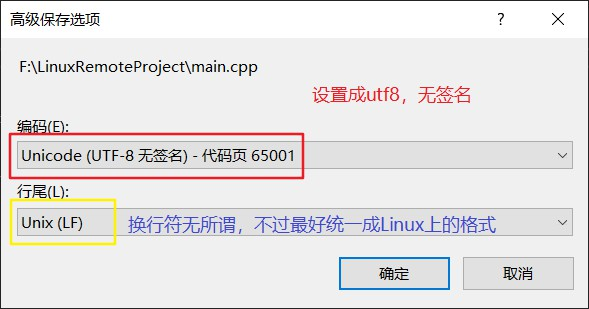 高级保存选项
F:\LinuxRemoteProject\main.cpp
设置成utf8，无签名
编码(E):
Unicode (UTF-8 无签名) - 代码页 65001
行尾(L):
Unix (LF)
换行符无所谓，不过最好统一成Linux上的格式
确定
取消